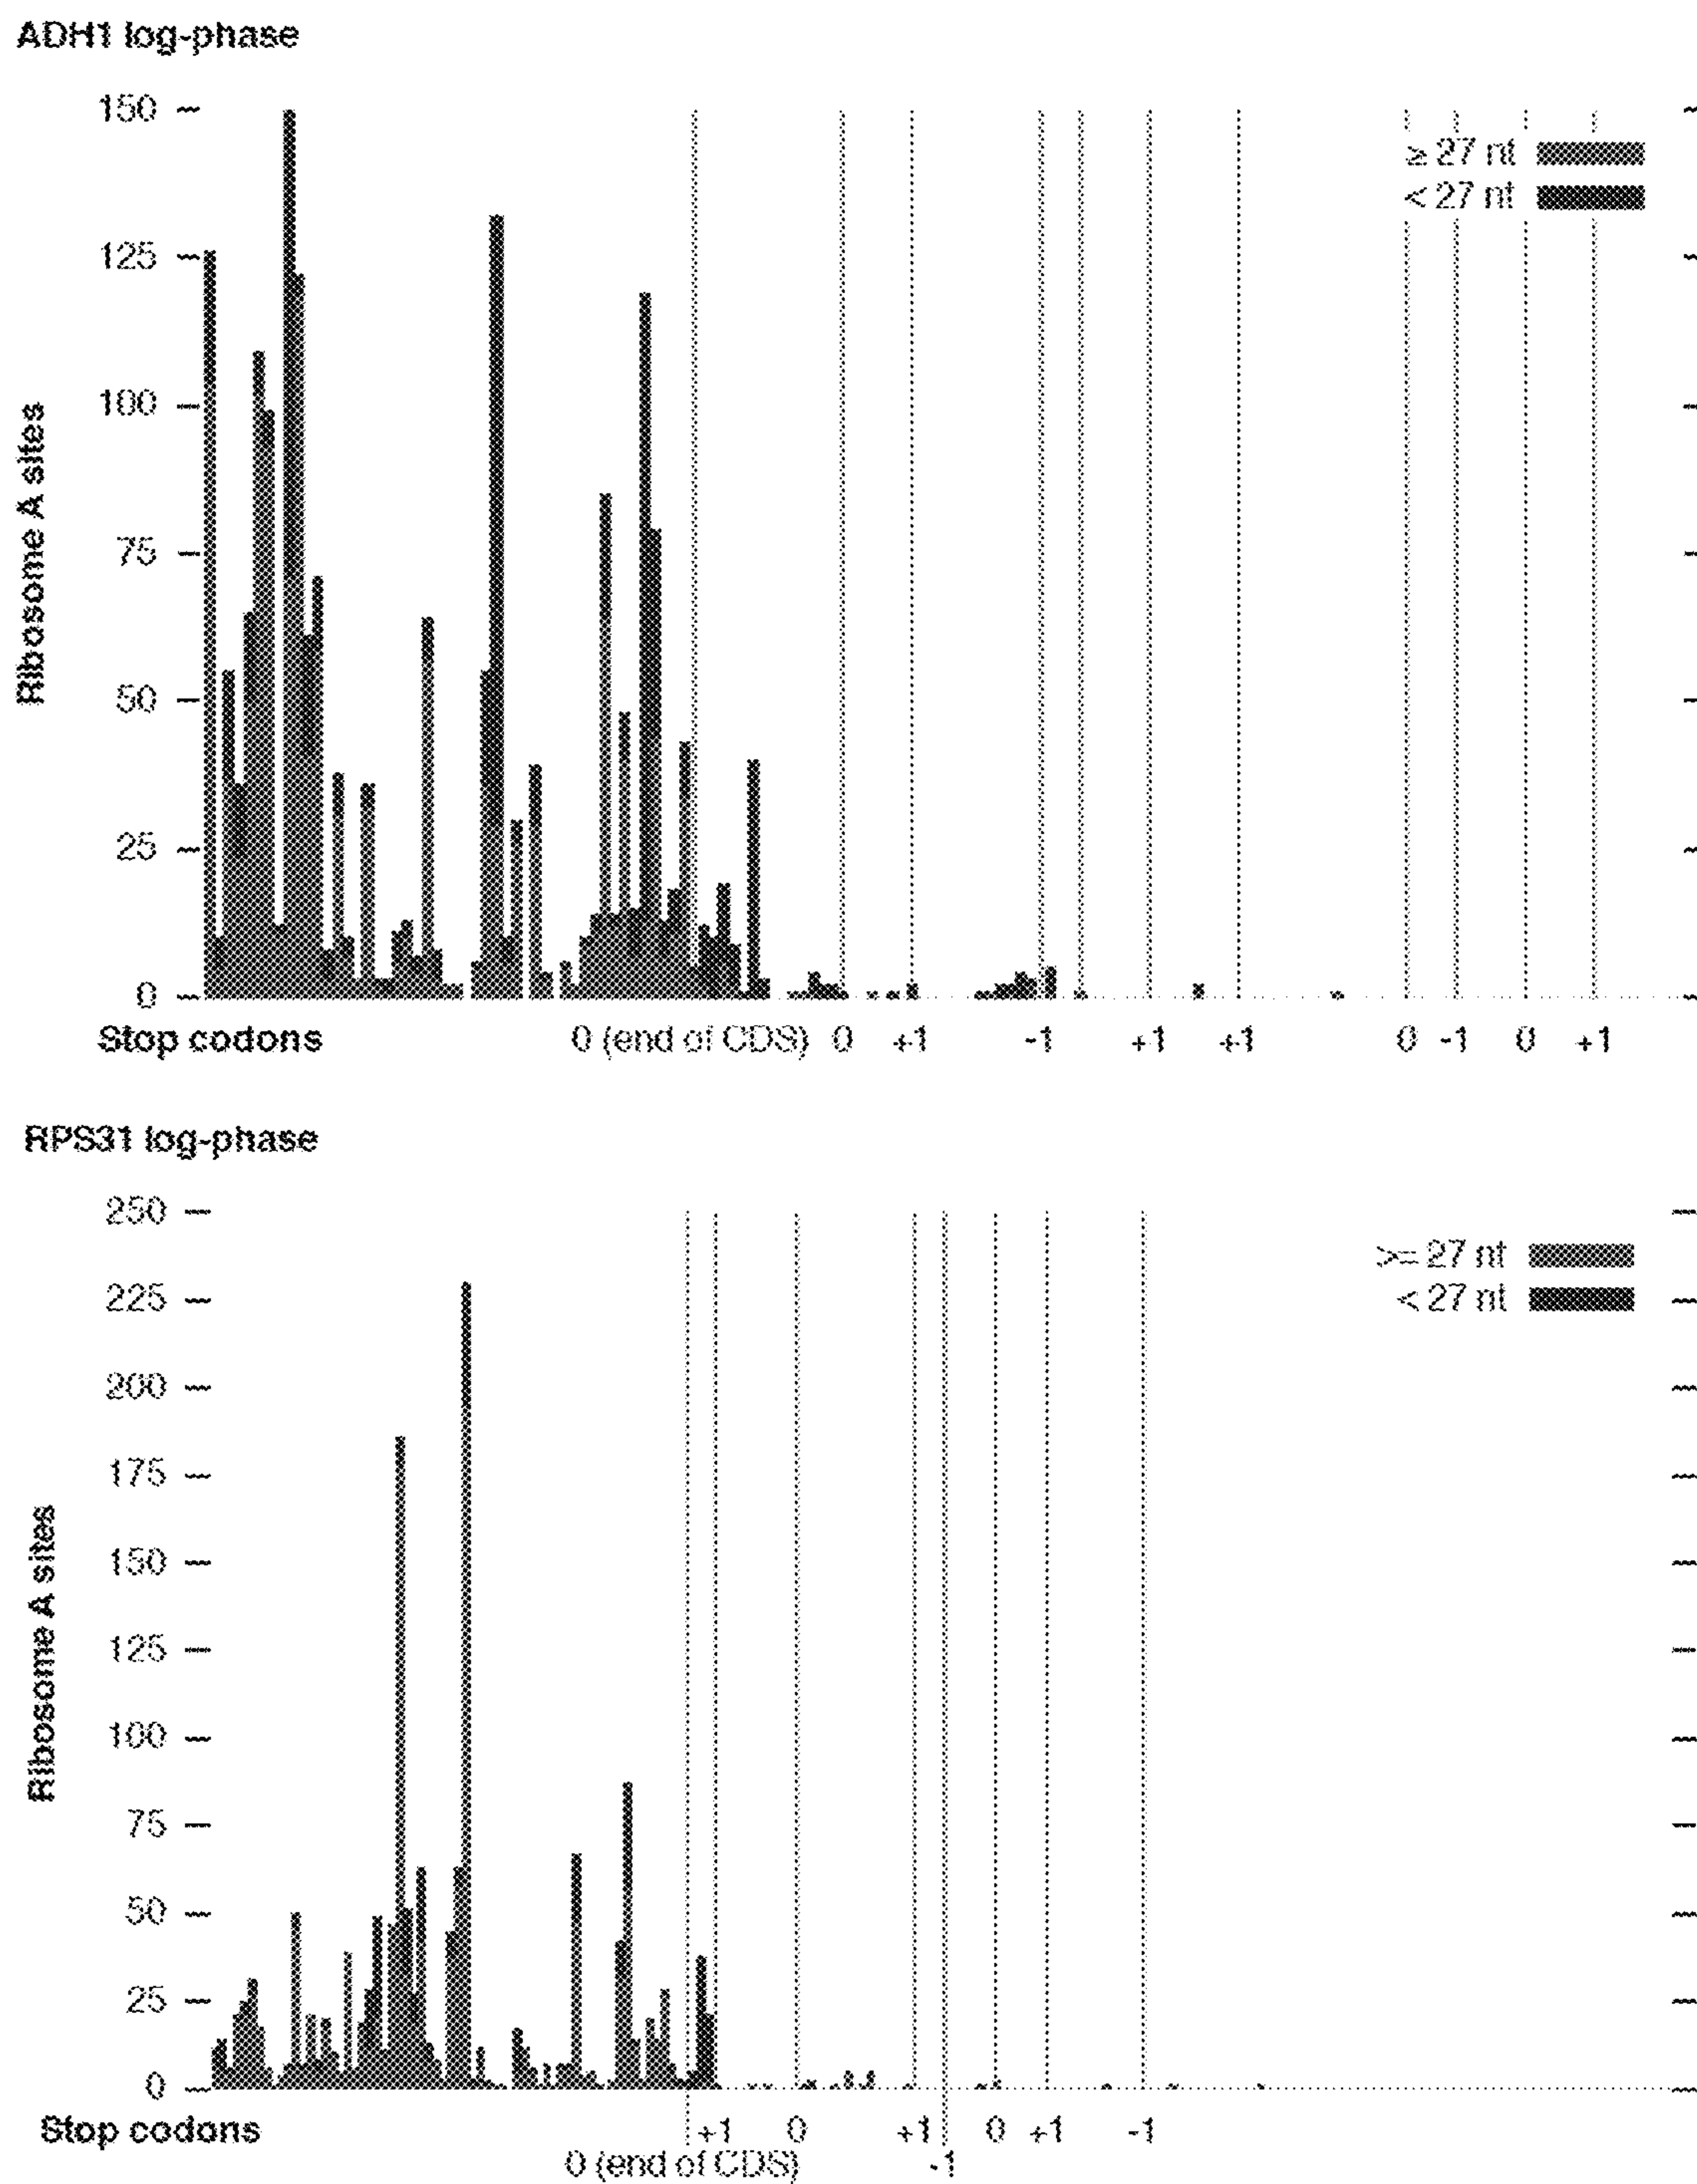 ADH1 log-phase
150
≥ 27 nt
< 27 nt
125
100
75
50
25
0
Ribosome A sites
Stop codons 0 (end of CDS) 0 +1 -1 +1 +1 0 -1 0 +1
RPS31 log-phase
250
>= 27 nt
225
< 27 nt
200
175
150
125
100
75
50
25
0
Ribosome A sites
Stop codons +1 0 +1 0 +1 -1
0 (end of CDS) -1